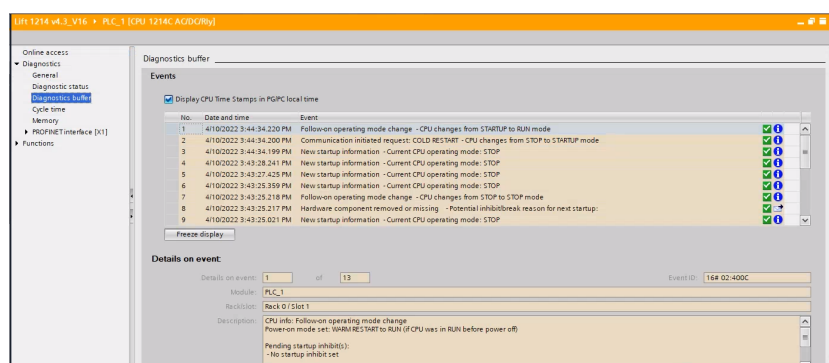 Lift 1214 v4.3_V16 ▸ PLC_1 [CPU 1214C AC/DC/Rly]
Online access
Diagnostics
General
Diagnostic status
Diagnostics buffer
Cycle time
Memory
PROFINET interface [X1]
Functions
Diagnostics buffer
Events
Display CPU Time Stamps in PG/PC local time
No. Date and time Event
1 4/10/2022 3:44:34.220 PM Follow-on operating mode change - CPU changes from STARTUP to RUN mode
2 4/10/2022 3:44:34.200 PM Communication initiated request: COLD RESTART - CPU changes from STOP to STARTUP mode
3 4/10/2022 3:44:34.199 PM New startup information - Current CPU operating mode: STOP
4 4/10/2022 3:43:28.241 PM New startup information - Current CPU operating mode: STOP
5 4/10/2022 3:43:27.425 PM New startup information - Current CPU operating mode: STOP
6 4/10/2022 3:43:25.359 PM New startup information - Current CPU operating mode: STOP
7 4/10/2022 3:43:25.218 PM Follow-on operating mode change - CPU changes from STOP to STOP mode
8 4/10/2022 3:43:25.217 PM Hardware component removed or missing - Potential inhibit/break reason for next startup:
9 4/10/2022 3:43:25.021 PM New startup information - Current CPU operating mode: STOP
Freeze display
Details on event:
Details on event: 1 of 13 Event ID: 16# 02:400C
Module: PLC_1
Rack/slot: Rack 0 / Slot 1
Description: CPU info: Follow-on operating mode change
Power-on mode set: WARM RESTART to RUN (if CPU was in RUN before power off)
Pending startup inhibit(s):
- No startup inhibit set